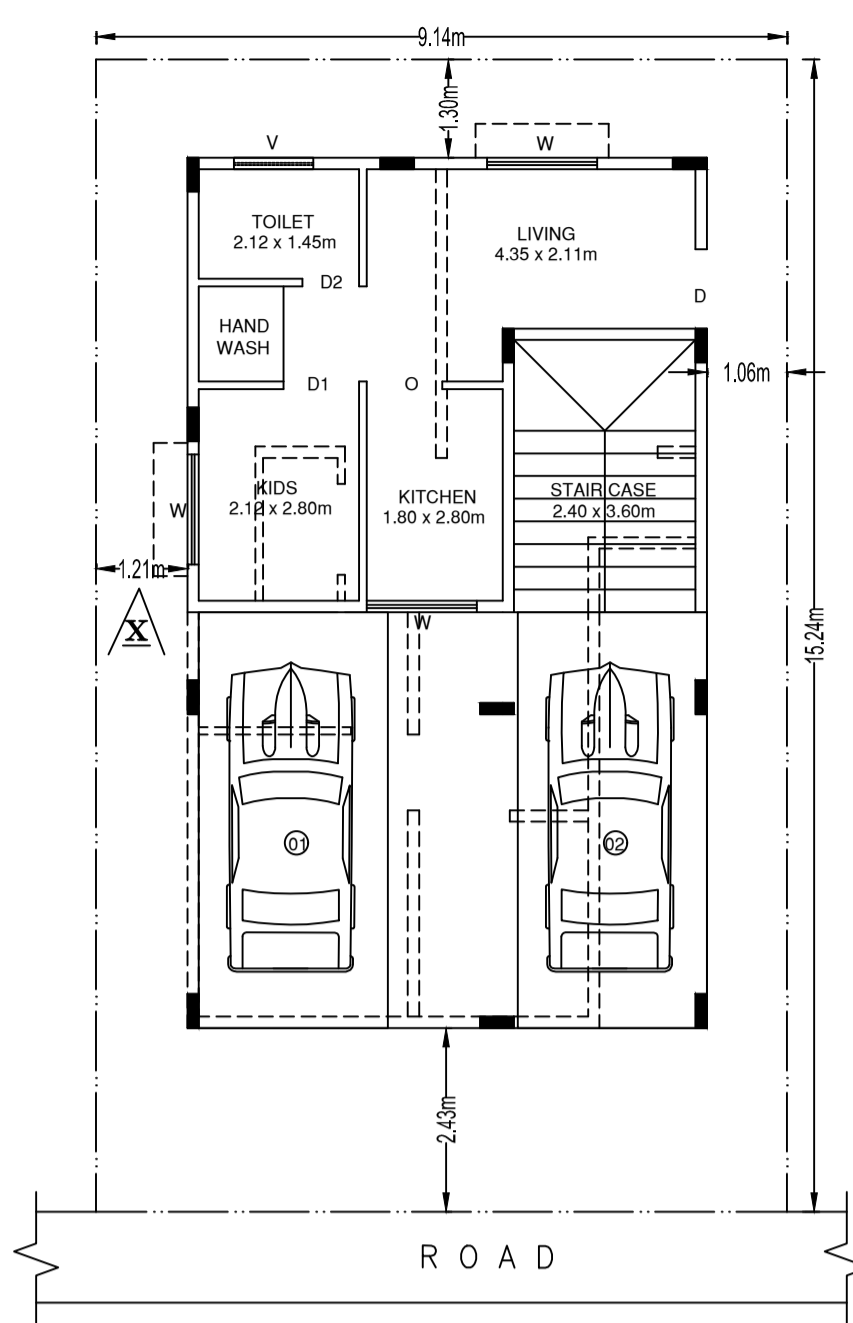 9.14m
1.30m
V
W
TOILET
2.12 x 1.45m
LIVING
4.35 x 2.11m
D2
D
HAND
WASH
1.06m
D1
O
KIDS
2.12 x 2.80m
KITCHEN
1.80 x 2.80m
STAIR CASE
2.40 x 3.60m
W
1.21m
X
W
15.24m
01
02
2.43m
ROAD